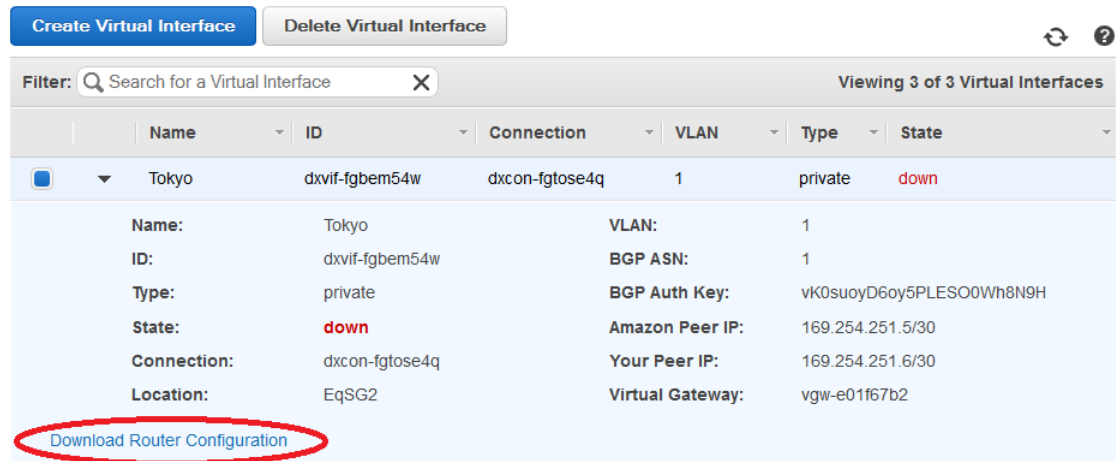 Create Virtual Interface Delete Virtual Interface
Filter: Search for a Virtual Interface Viewing 3 of 3 Virtual Interfaces
Name ID Connection VLAN Type State
Tokyo dxvif-fgbem54w dxcon-fgtose4q 1 private down
Name: Tokyo VLAN: 1
ID: dxvif-fgbem54w BGP ASN: 1
Type: private BGP Auth Key: vK0suoyD6oy5PLESO0Wh8N9H
State: down Amazon Peer IP: 169.254.251.5/30
Connection: dxcon-fgtose4q Your Peer IP: 169.254.251.6/30
Location: EqSG2 Virtual Gateway: vgw-e01f67b2
Download Router Configuration